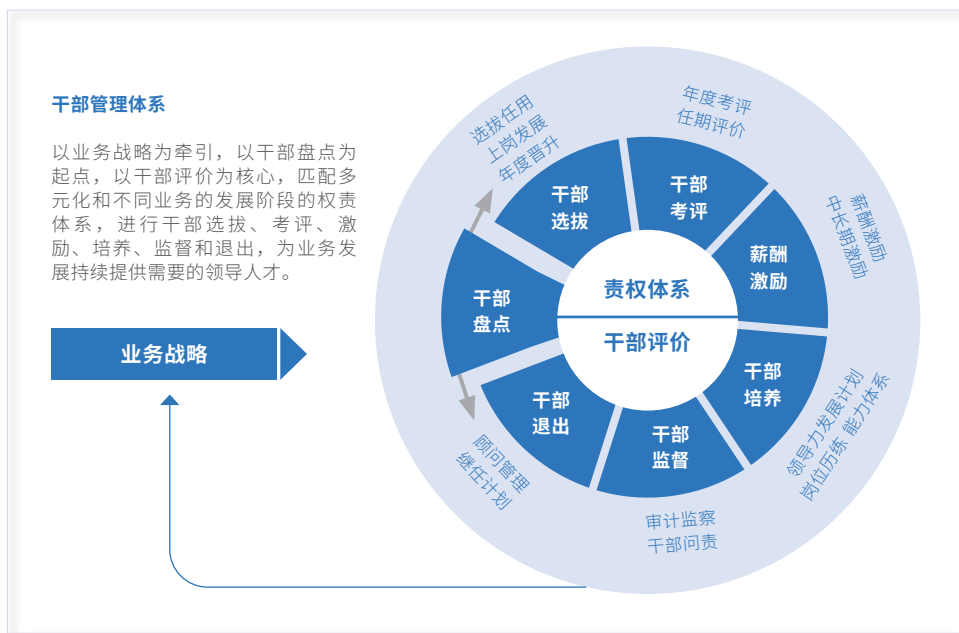 干部管理体系
以业务战略为牵引，以干部盘点为
起点，以干部评价为核心，匹配多
元化和不同业务的发展阶段的权责
体系，进行干部选拔、考评、激
励、培养、监督和退出，为业务发
展持续提供需要的领导人才。
业务战略
选拔任用
上岗发展
年度晋升
年度考评
任期评价
薪酬激励
中长期激励
领导力发展计划
岗位历练 能力体系
审计监察
干部问责
顾问管理
继任计划
干部
选拔
干部
考评
薪酬
激励
干部
培养
干部
监督
干部
退出
干部
盘点
责权体系
干部评价